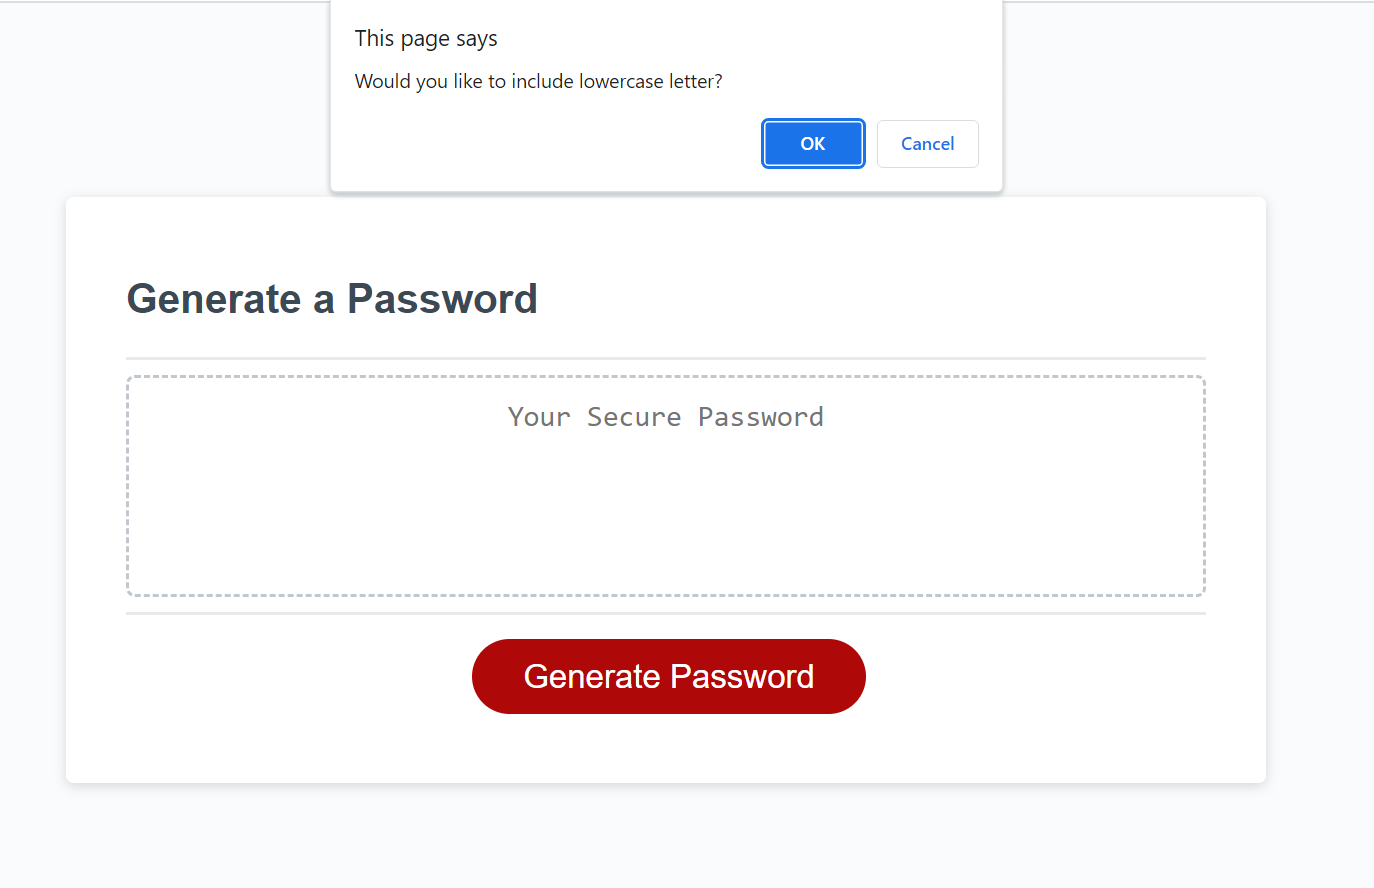 This page says
Would you like to include lowercase letter?
OK
Cancel
Generate a Password
Your Secure Password
Generate Password